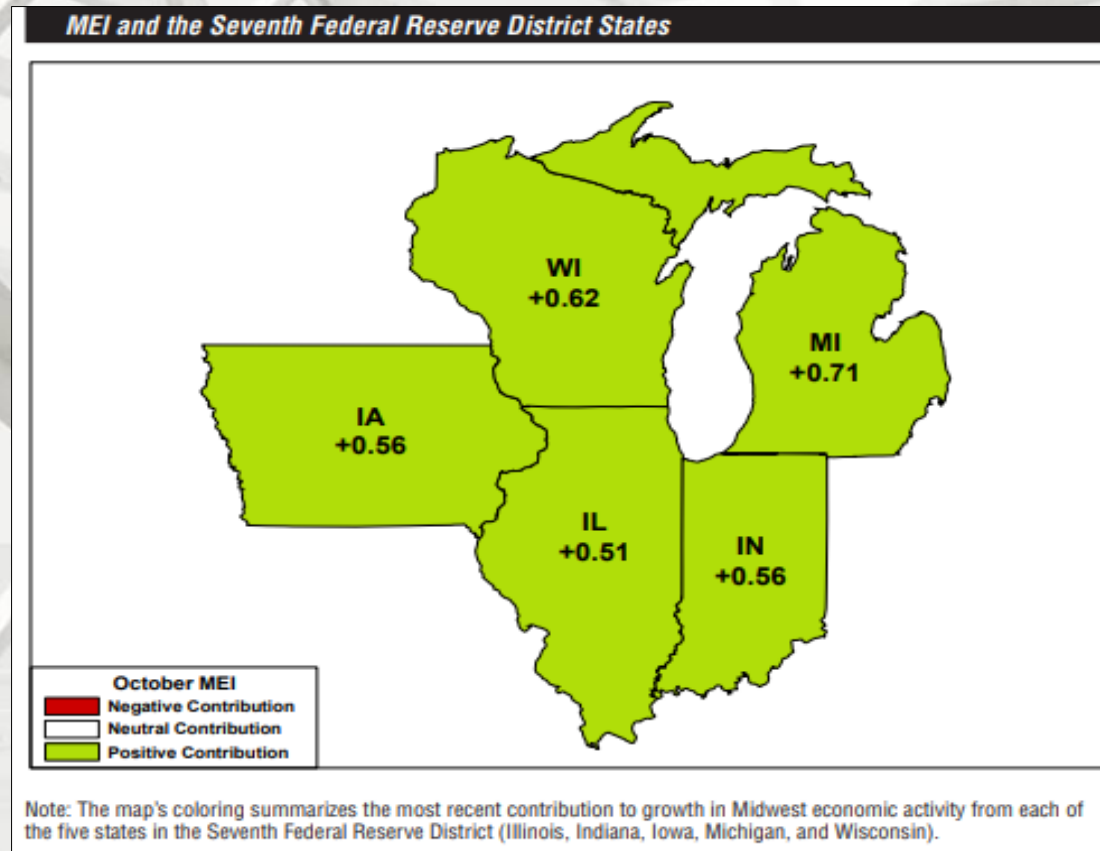 MEI and the Seventh Federal Reserve District States
WI
+0.62
MI
+0.71
IA
+0.56
IL
+0.51
IN
+0.56
October MEI
Negative Contribution
Neutral Contribution
Positive Contribution
Note: The map's coloring summarizes the most recent contribution to growth in Midwest economic activity from each of
the five states in the Seventh Federal Reserve District (Illinois, Indiana, Iowa, Michigan, and Wisconsin).